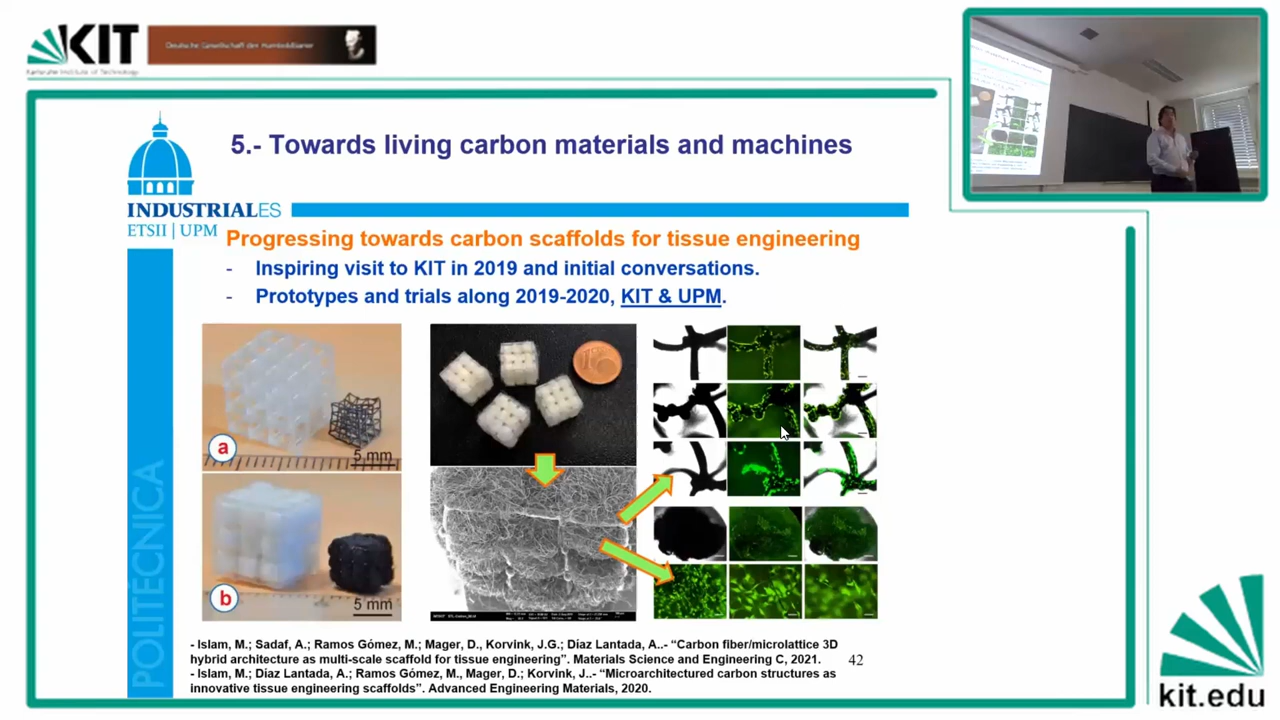 KIT
Karlsruhe Institute of Technology
Deutsche Gesellschaft der Humboldtianer
5.- Towards living carbon materials and machines
INDUSTRIALES
ETSII | UPM
POLITÉCNICA
Progressing towards carbon scaffolds for tissue engineering
- Inspiring visit to KIT in 2019 and initial conversations.
- Prototypes and trials along 2019-2020, KIT & UPM.
a
5 mm
b
5 mm
- Islam, M.; Sadaf, A.; Ramos Gómez, M.; Mager, D., Korvink, J.G.; Díaz Lantada, A..- “Carbon fiber/microlattice 3D
hybrid architecture as multi-scale scaffold for tissue engineering”. Materials Science and Engineering C, 2021.
- Islam, M.; Díaz Lantada, A.; Ramos Gómez, M., Mager, D.; Korvink, J..- “Microarchitectured carbon structures as
innovative tissue engineering scaffolds”. Advanced Engineering Materials, 2020.
42
kit.edu